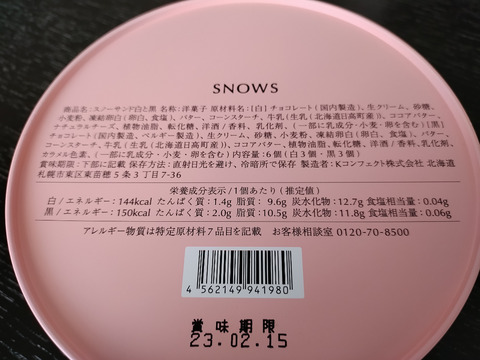 SNOWS
商品名:スノーサンド白と黒 名称:洋菓子 原材料名:[白]チョコレート(国内製造)、生クリーム、砂糖、
小麦粉、凍結卵白(卵白、食塩)、バター、コーンスターチ、牛乳(生乳(北海道日高町産))、ココアバター、
ナチュラルチーズ、植物油脂、転化糖、洋酒/香料、乳化剤、(一部に乳成分・小麦・卵を含む)[黒]
チョコレート(国内製造、ベルギー製造)、生クリーム、砂糖、小麦粉、凍結卵白(卵白、食塩)、バター、
コーンスターチ、牛乳(生乳(北海道日高町産))、ココアバター、植物油脂、転化糖、洋酒/香料、乳化剤、
カラメル色素、(一部に乳成分・小麦・卵を含む) 内容量:6個(白3個・黒3個)
賞味期限:下部に記載 保存方法:直射日光を避け、冷暗所で保存 製造者:Kコンフェクト株式会社 北海道
札幌市東区東苗穂5条3丁目7-36
栄養成分表示/1個あたり(推定値)
白/エネルギー:144kcal たんぱく質:1.4g 脂質:9.6g 炭水化物:12.7g 食塩相当量:0.04g
黒/エネルギー:150kcal たんぱく質:2.0g 脂質:10.5g 炭水化物:11.8g 食塩相当量:0.06g
アレルギー物質は特定原材料7品目を記載 お客様相談室 0120-70-8500
4 562149 941980
賞味期限
23.02.15